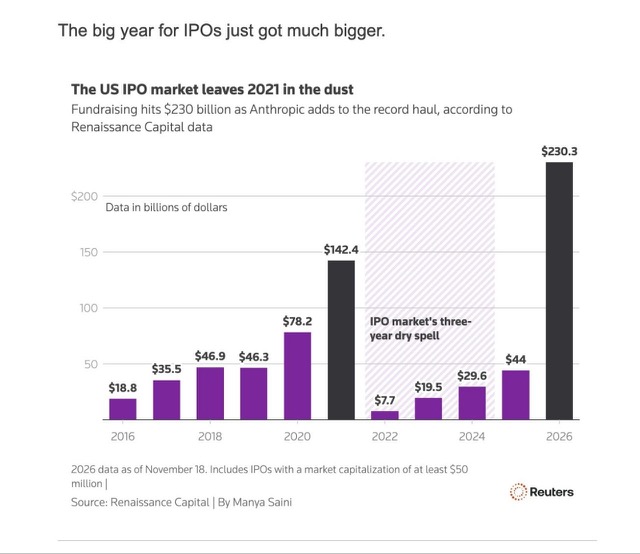 The big year for IPOs just got much bigger.
The US IPO market leaves 2021 in the dust
Fundraising hits $230 billion as Anthropic adds to the record haul, according to
Renaissance Capital data
$230.3
$200
Data in billions of dollars
150
$142.4
100
$78.2
IPO market's three-
year dry spell
50
$18.8
$35.5
$46.9
$46.3
$7.7
$19.5
$29.6
$44
2016
2018
2020
2022
2024
2026
2026 data as of November 18. Includes IPOs with a market capitalization of at least $50
million |
Source: Renaissance Capital | By Manya Saini
Reuters